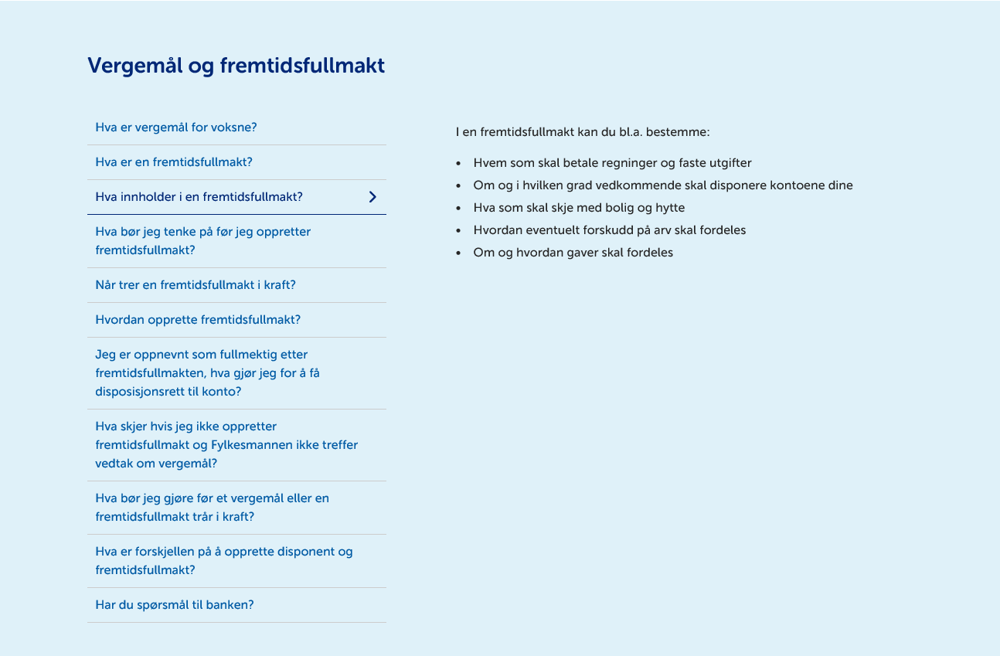 Vergemål og fremtidsfullmakt
Hva er vergemål for voksne?
Hva er en fremtidsfullmakt?
Hva innholder i en fremtidsfullmakt?
Hva bør jeg tenke på før jeg oppretter
fremtidsfullmakt?
Når trer en fremtidsfullmakt i kraft?
Hvordan opprette fremtidsfullmakt?
Jeg er oppnevnt som fullmektig etter
fremtidsfullmakten, hva gjør jeg for å få
disposisjonsrett til konto?
Hva skjer hvis jeg ikke oppretter
fremtidsfullmakt og Fylkesmannen ikke treffer
vedtak om vergemål?
Hva bør jeg gjøre før et vergemål eller en
fremtidsfullmakt trår i kraft?
Hva er forskjellen på å opprette disponent og
fremtidsfullmakt?
Har du spørsmål til banken?
I en fremtidsfullmakt kan du bl.a. bestemme:
• Hvem som skal betale regninger og faste utgifter
• Om og i hvilken grad vedkommende skal disponere kontoene dine
• Hva som skal skje med bolig og hytte
• Hvordan eventuelt forskudd på arv skal fordeles
• Om og hvordan gaver skal fordeles